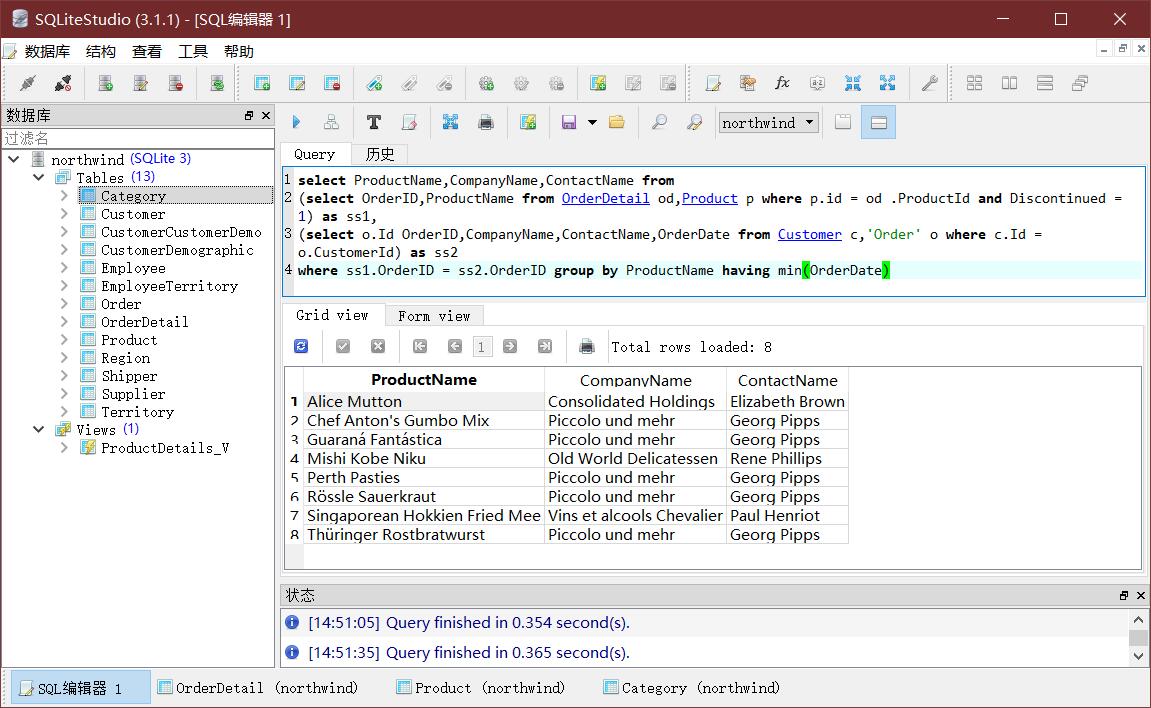 SQLiteStudio (3.1.1) - [SQL编辑器 1]
数据库 结构 查看 工具 帮助
数据库
过滤名
northwind (SQLite 3)
Tables (13)
Category
Customer
CustomerCustomerDemo
CustomerDemographic
Employee
EmployeeTerritory
Order
OrderDetail
Product
Region
Shipper
Supplier
Territory
Views (1)
ProductDetails_V
northwind
Query 历史
1 select ProductName,CompanyName,ContactName from
2 (select OrderID,ProductName from OrderDetail od,Product p where p.id = od .ProductId and Discontinued =
1) as ss1,
3 (select o.Id OrderID,CompanyName,ContactName,OrderDate from Customer c,'Order' o where c.Id =
o.CustomerId) as ss2
4 where ss1.OrderID = ss2.OrderID group by ProductName having min(OrderDate)
Grid view Form view
1 Total rows loaded: 8
ProductName CompanyName ContactName
1 Alice Mutton Consolidated Holdings Elizabeth Brown
2 Chef Anton's Gumbo Mix Piccolo und mehr Georg Pipps
3 Guaraná Fantástica Piccolo und mehr Georg Pipps
4 Mishi Kobe Niku Old World Delicatessen Rene Phillips
5 Perth Pasties Piccolo und mehr Georg Pipps
6 Rössle Sauerkraut Piccolo und mehr Georg Pipps
7 Singaporean Hokkien Fried Mee Vins et alcools Chevalier Paul Henriot
8 Thüringer Rostbratwurst Piccolo und mehr Georg Pipps
状态
[14:51:05] Query finished in 0.354 second(s).
[14:51:35] Query finished in 0.365 second(s).
SQL编辑器 1 OrderDetail (northwind) Product (northwind) Category (northwind)